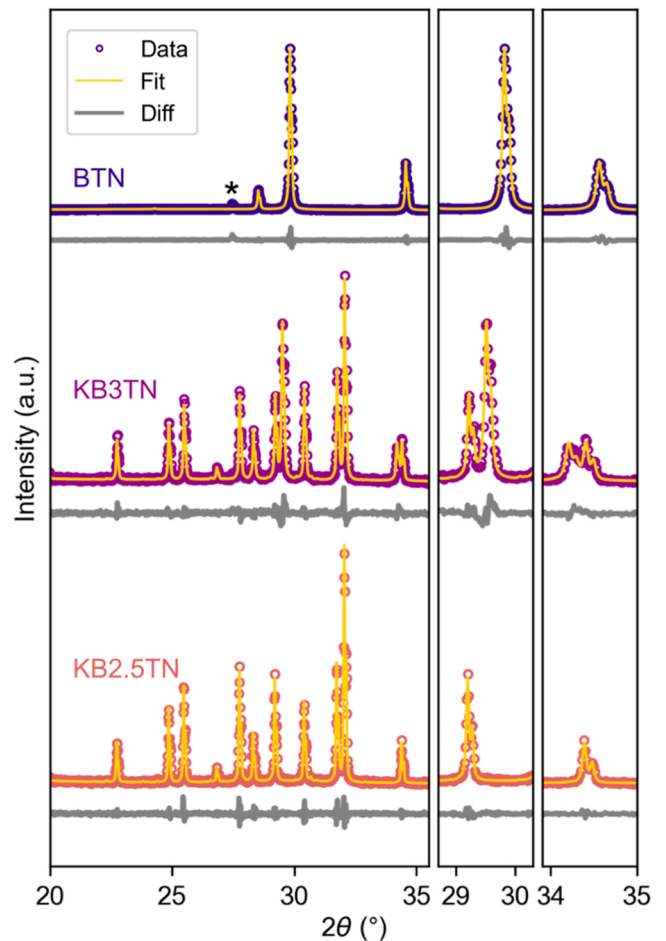 Data
Fit
Diff
BTN
*
KB3TN
KB2.5TN
Intensity (a.u.)
20 25 30 35 29 30 34 35
2θ (°)